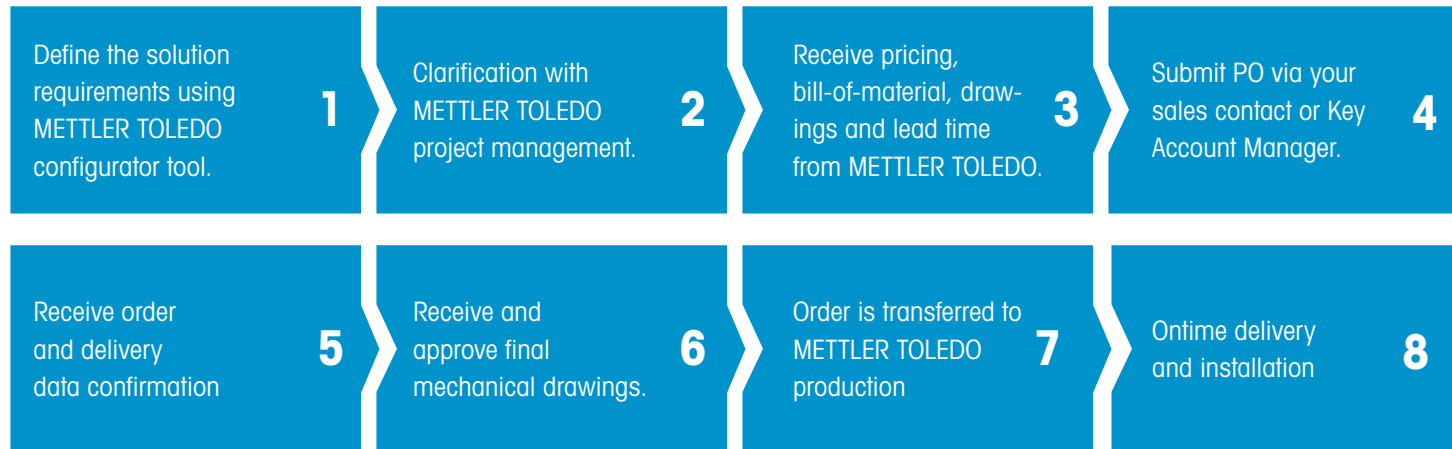 Define the solution
requirements using
METTLER TOLEDO
configurator tool.
1
Clarification with
METTLER TOLEDO
project management.
2
Receive pricing,
bill-of-material, draw-
ings and lead time
from METTLER TOLEDO.
3
Submit PO via your
sales contact or Key
Account Manager.
4
Receive order
and delivery
data confirmation
5
Receive and
approve final
mechanical drawings.
6
Order is transferred to
METTLER TOLEDO
production
7
Ontime delivery
and installation
8